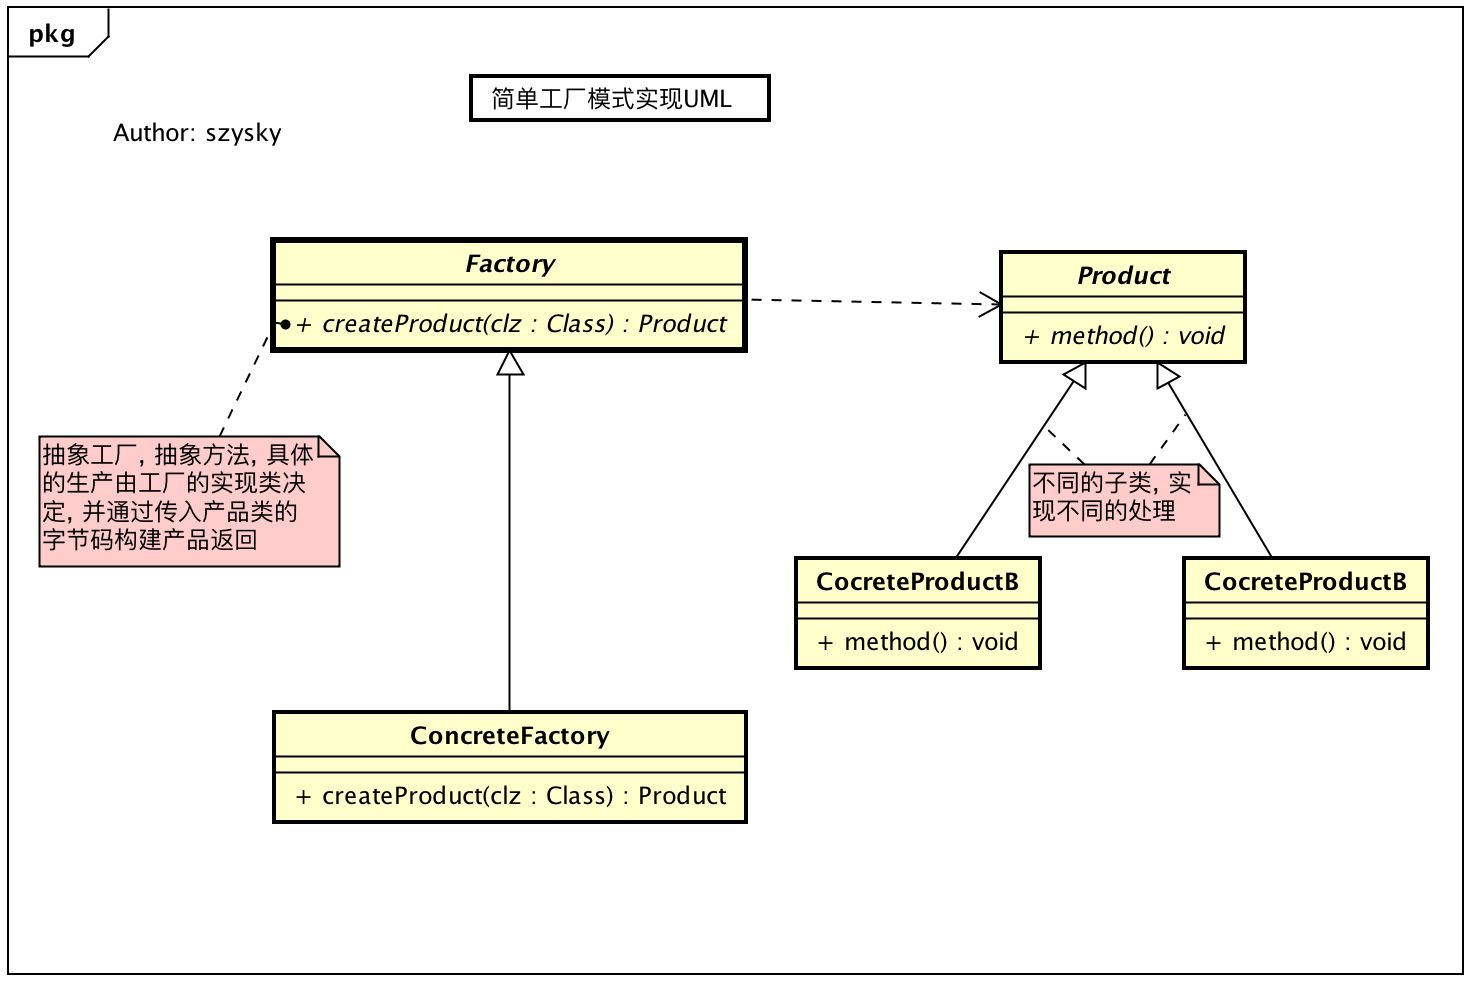 pkg
简单工厂模式实现UML
Author: szysky
Factory
+ createProduct(clz : Class) : Product
Product
+ method() : void
抽象工厂, 抽象方法, 具体
的生产由工厂的实现类决
定, 并通过传入产品类的
字节码构建产品返回
不同的子类, 实
现不同的处理
CocreteProductB
+ method() : void
CocreteProductB
+ method() : void
ConcreteFactory
+ createProduct(clz : Class) : Product